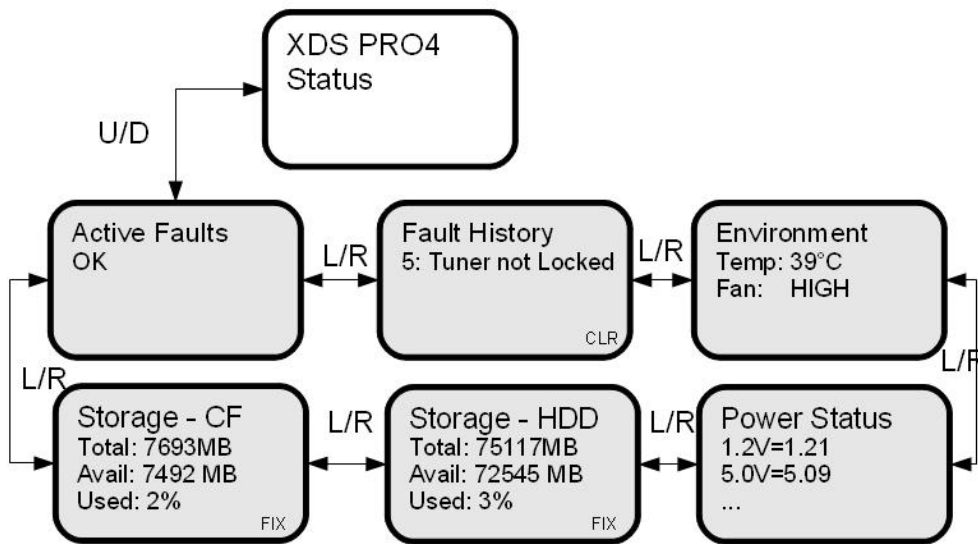 XDS PRO4
Status
U/D
Active Faults
OK
L/R
Fault History
5: Tuner not Locked
CLR
L/R
Environment
Temp: 39°C
Fan: HIGH
L/R
L/R
Storage - CF
Total: 7693MB
Avail: 7492 MB
Used: 2%
FIX
L/R
Storage - HDD
Total: 75117MB
Avail: 72545 MB
Used: 3%
FIX
L/R
Power Status
1.2V=1.21
5.0V=5.09
...